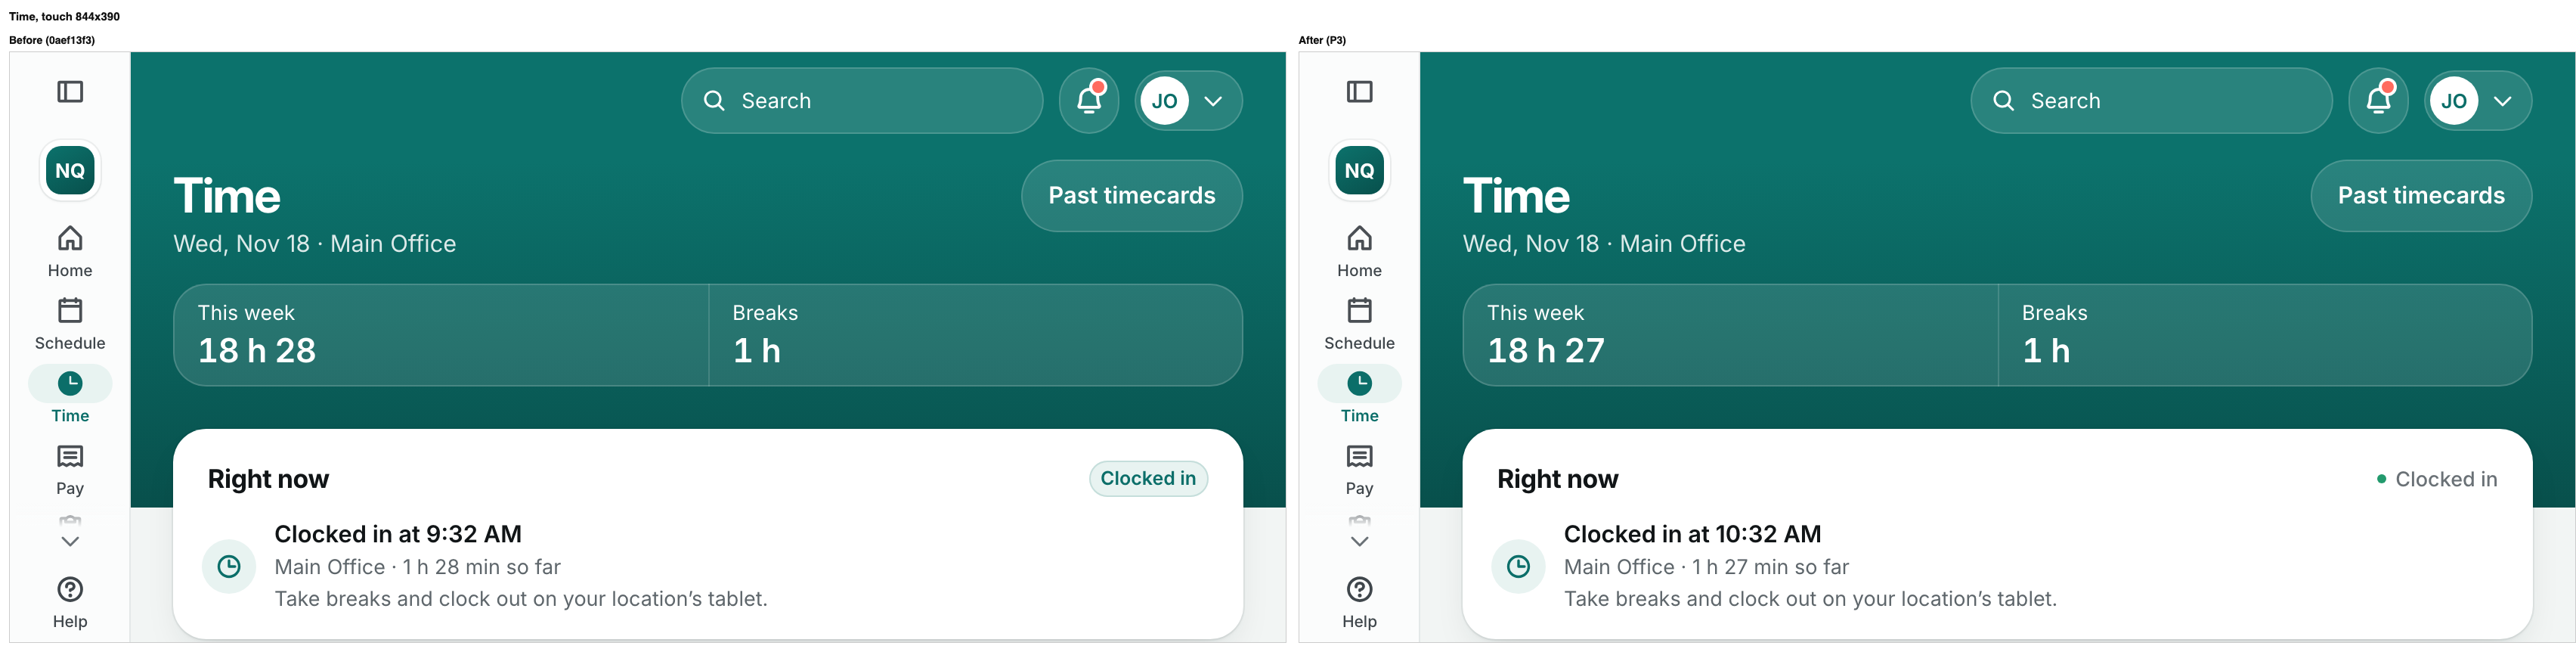 Time, touch 844x390
Before (0aef13f3)
Search
JO
NQ
Time
Past timecards
Wed, Nov 18 · Main Office
Home
Schedule
Time
Pay
Help
This week
18 h 28
Breaks
1 h
Right now
Clocked in
Clocked in at 9:32 AM
Main Office · 1 h 28 min so far
Take breaks and clock out on your location’s tablet.
After (P3)
Search
JO
NQ
Time
Past timecards
Wed, Nov 18 · Main Office
Home
Schedule
Time
Pay
Help
This week
18 h 27
Breaks
1 h
Right now
Clocked in
Clocked in at 10:32 AM
Main Office · 1 h 27 min so far
Take breaks and clock out on your location’s tablet.